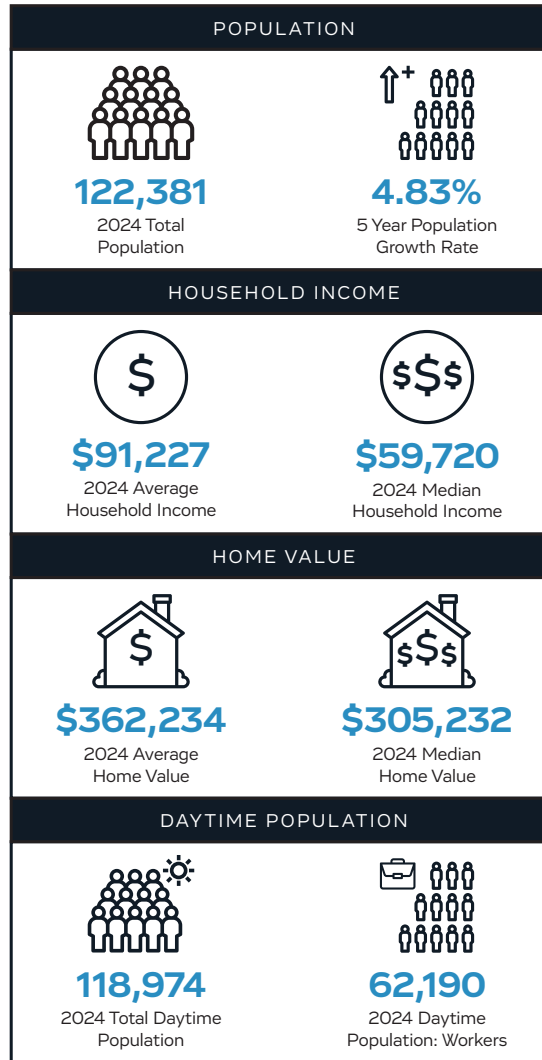 POPULATION
122,381
2024 Total
Population
4.83%
5 Year Population
Growth Rate
HOUSEHOLD INCOME
$
$91,227
2024 Average
Household Income
$$$
$59,720
2024 Median
Household Income
HOME VALUE
$
$362,234
2024 Average
Home Value
$$$
$305,232
2024 Median
Home Value
DAYTIME POPULATION
118,974
2024 Total Daytime
Population
62,190
2024 Daytime
Population: Workers